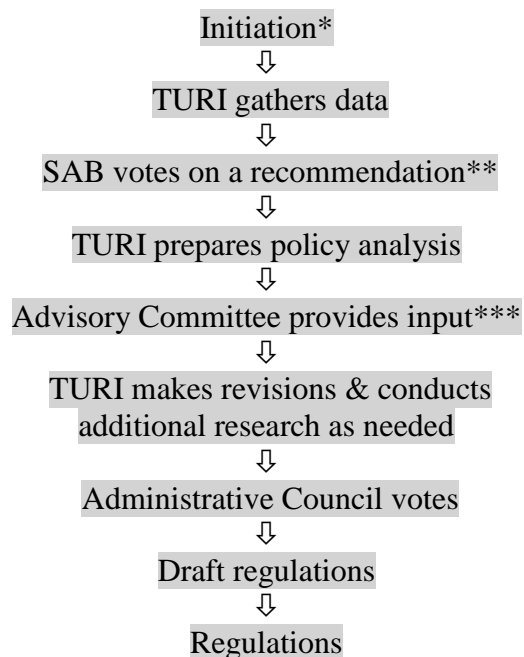 Initiation*
⇩
TURI gathers data
⇩
SAB votes on a recommendation**
⇩
TURI prepares policy analysis
⇩
Advisory Committee provides input***
⇩
TURI makes revisions & conducts
additional research as needed
⇩
Administrative Council votes
⇩
Draft regulations
⇩
Regulations